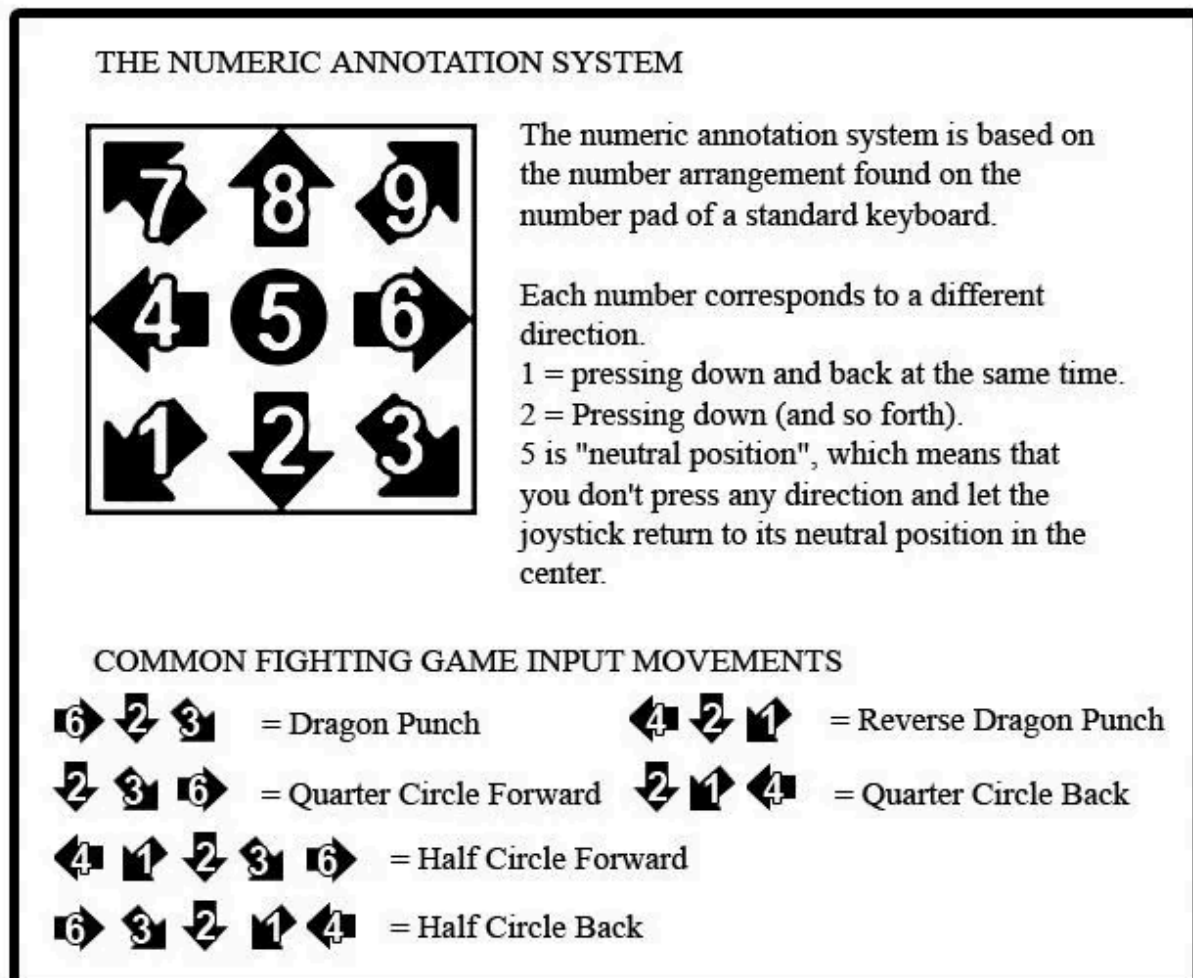 THE NUMERIC ANNOTATION SYSTEM
7 8 9
4 5 6
1 2 3
The numeric annotation system is based on
the number arrangement found on the
number pad of a standard keyboard.
Each number corresponds to a different
direction.
1 = pressing down and back at the same time.
2 = Pressing down (and so forth).
5 is "neutral position", which means that
you don't press any direction and let the
joystick return to its neutral position in the
center.
COMMON FIGHTING GAME INPUT MOVEMENTS
6 2 3 = Dragon Punch
4 2 1 = Reverse Dragon Punch
2 3 6 = Quarter Circle Forward
2 1 4 = Quarter Circle Back
4 1 2 3 6 = Half Circle Forward
6 3 2 1 4 = Half Circle Back